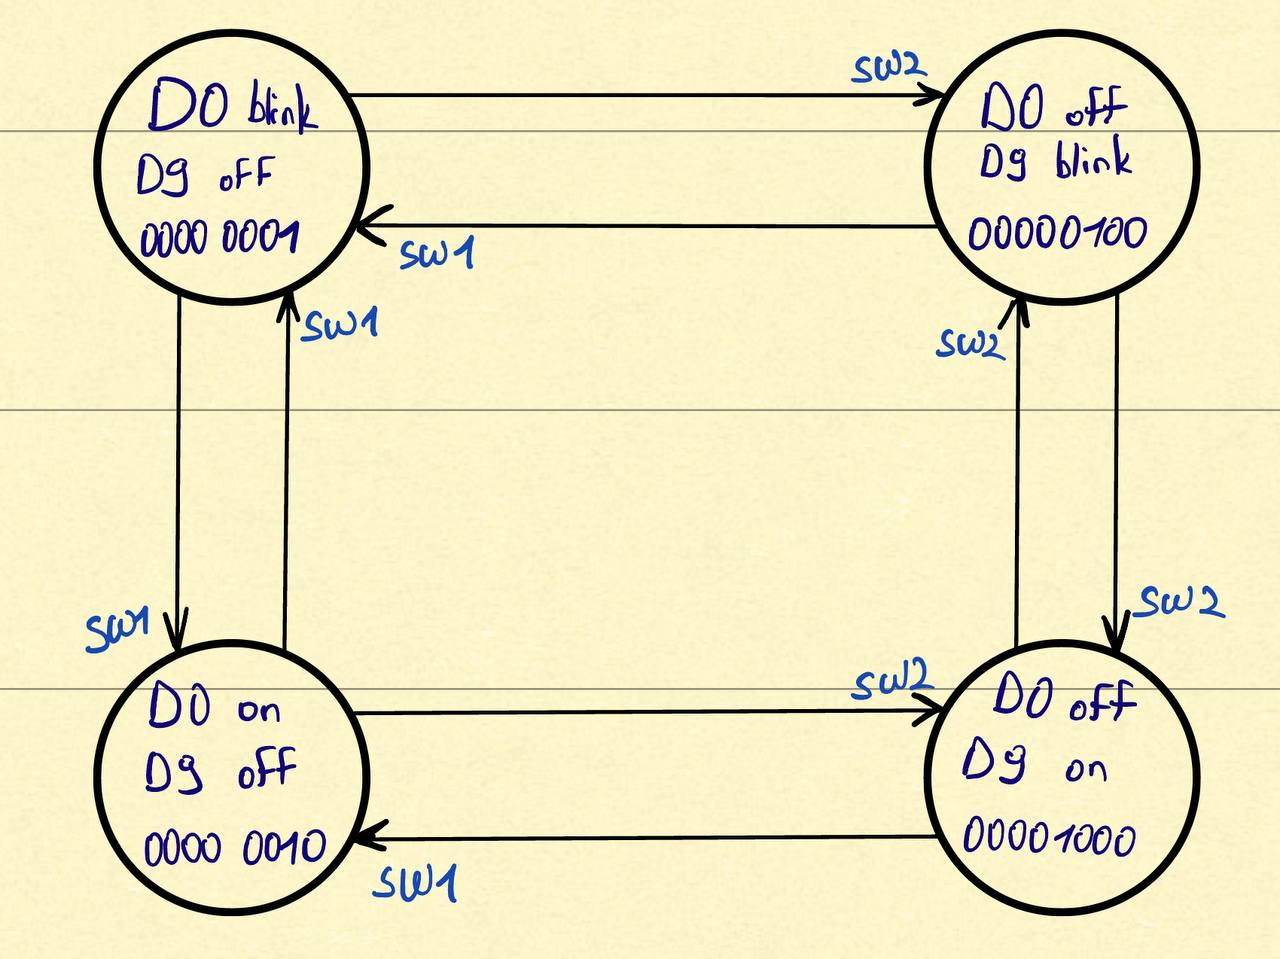 D0 blink
D9 off
0000 0001
SW2
D0 off
D9 blink
00000100
SW1
SW1
SW2
SW1
SW2
D0 on
D9 off
0000 0010
SW2
D0 off
D9 on
00001000
SW1